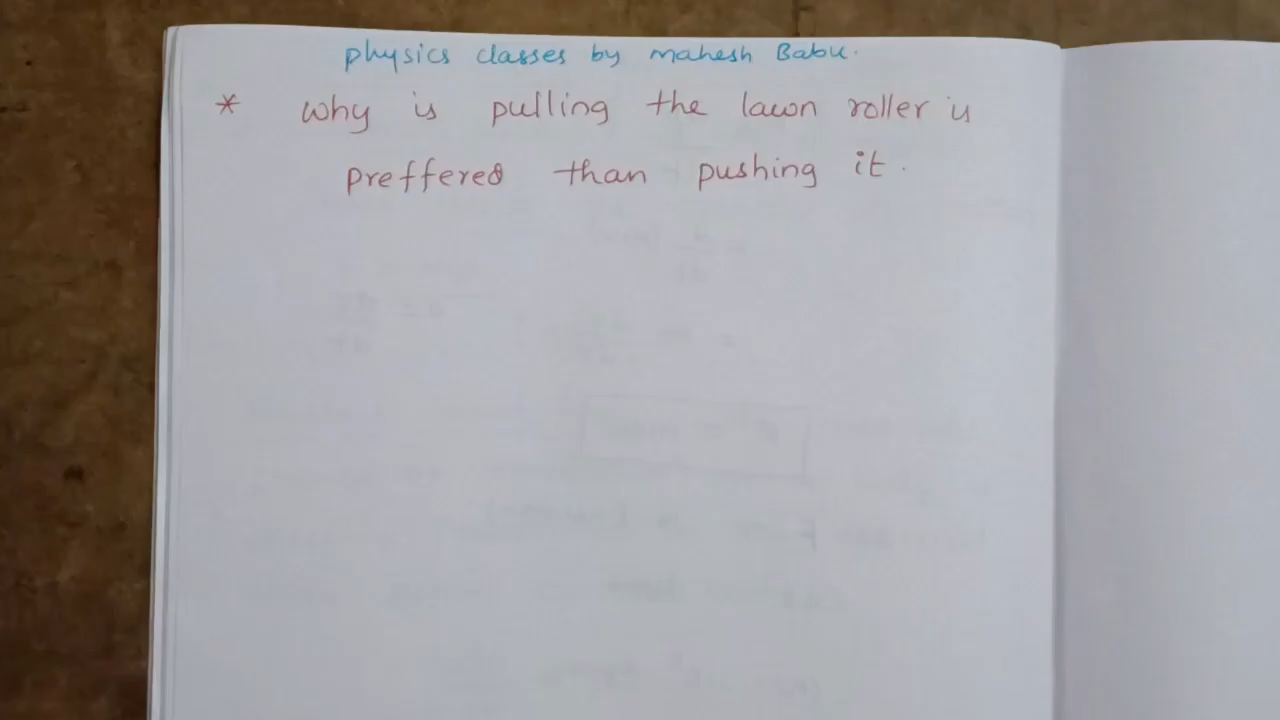 physics classes by mahesh Babu.
* why is pulling the lawn roller is
preffered than pushing it.